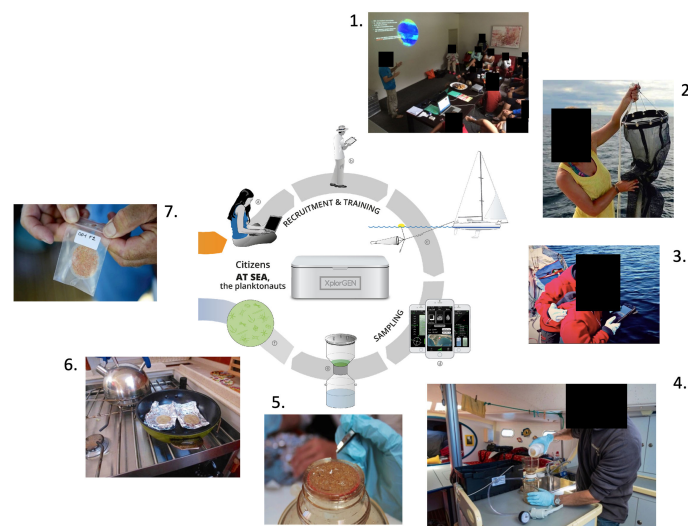 1.
2
3.
4.
5.
6.
7.
RECRUITMENT & TRAINING
SAMPLING
Citizens
AT SEA,
the planktonauts
XplorGEN